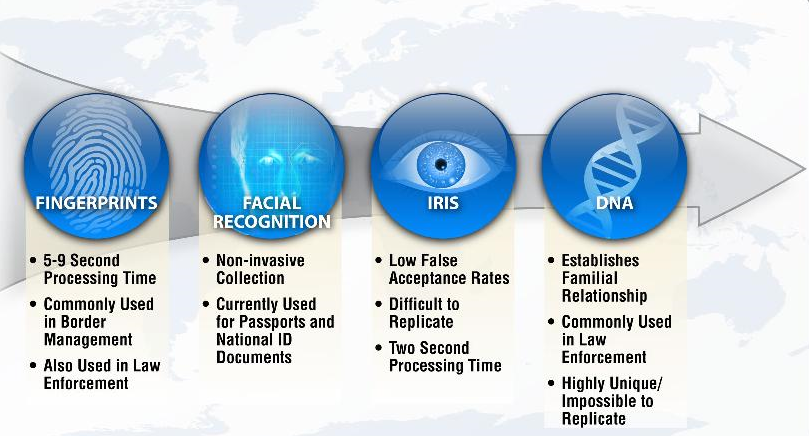 FINGERPRINTS
• 5-9 Second
Processing Time
• Commonly Used
in Border
Management
• Also Used in Law
Enforcement
FACIAL
RECOGNITION
• Non-invasive
Collection
• Currently Used
for Passports and
National ID
Documents
IRIS
• Low False
Acceptance Rates
• Difficult to
Replicate
• Two Second
Processing Time
DNA
• Establishes
Familial
Relationship
• Commonly Used
in Law
Enforcement
• Highly Unique/
Impossible to
Replicate